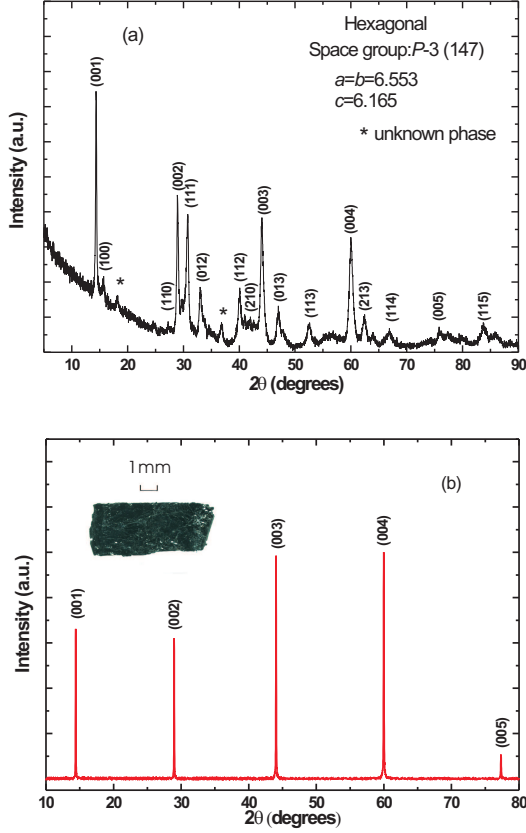 (a)
Hexagonal
Space group:P-3 (147)
a=b=6.553
c=6.165
* unknown phase
Intensity (a.u.)
(001)
(100)
*
(110)
(002)
(111)
(012)
*
(112)
(210)
(003)
(013)
(113)
(004)
(213)
(114)
(005)
(115)
10 20 30 40 50 60 70 80 90
2θ (degrees)
(b)
1mm
Intensity (a.u.)
(001)
(002)
(003)
(004)
(005)
10 20 30 40 50 60 70 80
2θ (degrees)